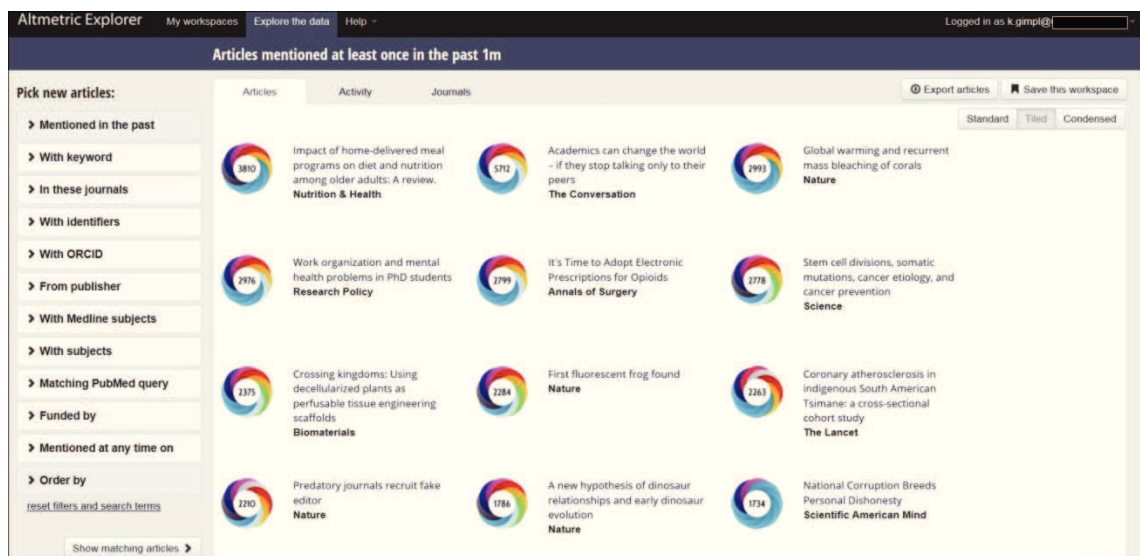 Altmetric Explorer My workspaces Explore the data Help Logged in as k.gimpl@
Articles mentioned at least once in the past 1m
Pick new articles:
Mentioned in the past
With keyword
In these journals
With identifiers
With ORCID
From publisher
With Medline subjects
With subjects
Matching PubMed query
Funded by
Mentioned at any time on
Order by
reset filters and search terms
Show matching articles
Articles Activity Journals
Export articles Save this workspace
Standard Tiled Condensed
3810
Impact of home-delivered meal
programs on diet and nutrition
among older adults: A review.
Nutrition & Health
5712
Academics can change the world
– if they stop talking only to their
peers
The Conversation
2993
Global warming and recurrent
mass bleaching of corals
Nature
2976
Work organization and mental
health problems in PhD students
Research Policy
2799
It's Time to Adopt Electronic
Prescriptions for Opioids
Annals of Surgery
2778
Stem cell divisions, somatic
mutations, cancer etiology, and
cancer prevention
Science
2375
Crossing kingdoms: Using
decellularized plants as
perfusable tissue engineering
scaffolds
Biomaterials
2284
First fluorescent frog found
Nature
2263
Coronary atherosclerosis in
indigenous South American
Tsimane: a cross-sectional
cohort study
The Lancet
2210
Predatory journals recruit fake
editor
Nature
1786
A new hypothesis of dinosaur
relationships and early dinosaur
evolution
Nature
1734
National Corruption Breeds
Personal Dishonesty
Scientific American Mind